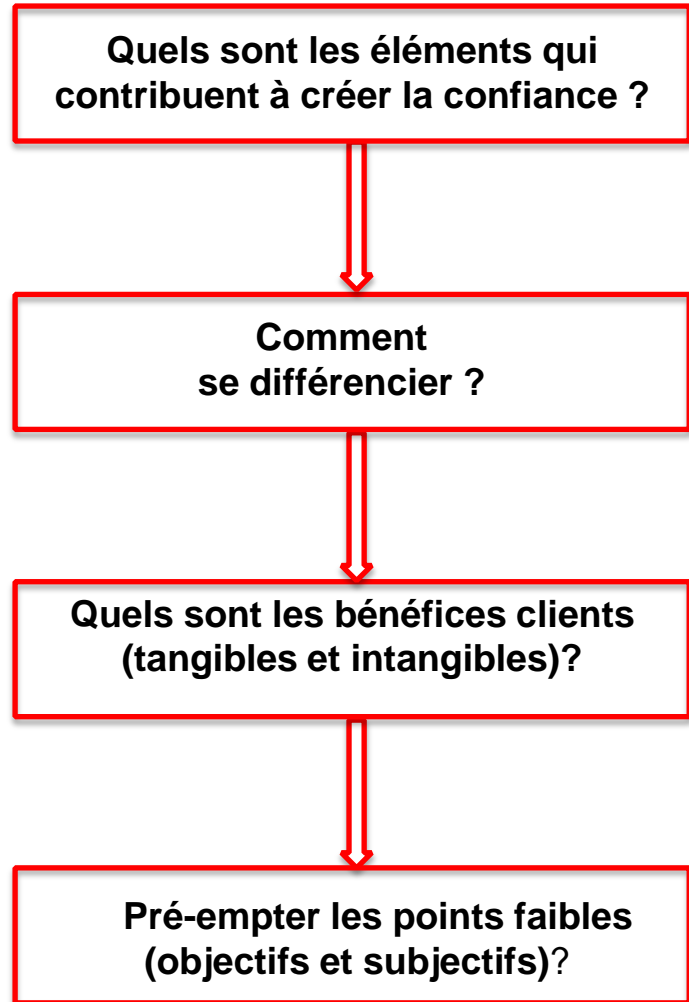 Quels sont les éléments qui
contribuent à créer la confiance ?
Comment
se différencier ?
Quels sont les bénéfices clients
(tangibles et intangibles)?
Pré-empter les points faibles
(objectifs et subjectifs)?